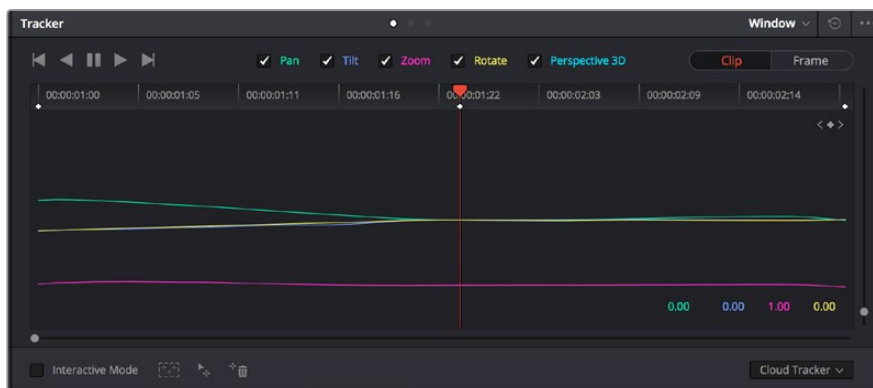 Tracker Window
Pan Tilt Zoom Rotate Perspective 3D Clip Frame
00:00:01:00 00:00:01:05 00:00:01:11 00:00:01:16 00:00:01:22 00:00:02:03 00:00:02:09 00:00:02:14
0.00 0.00 1.00 0.00
Interactive Mode Cloud Tracker